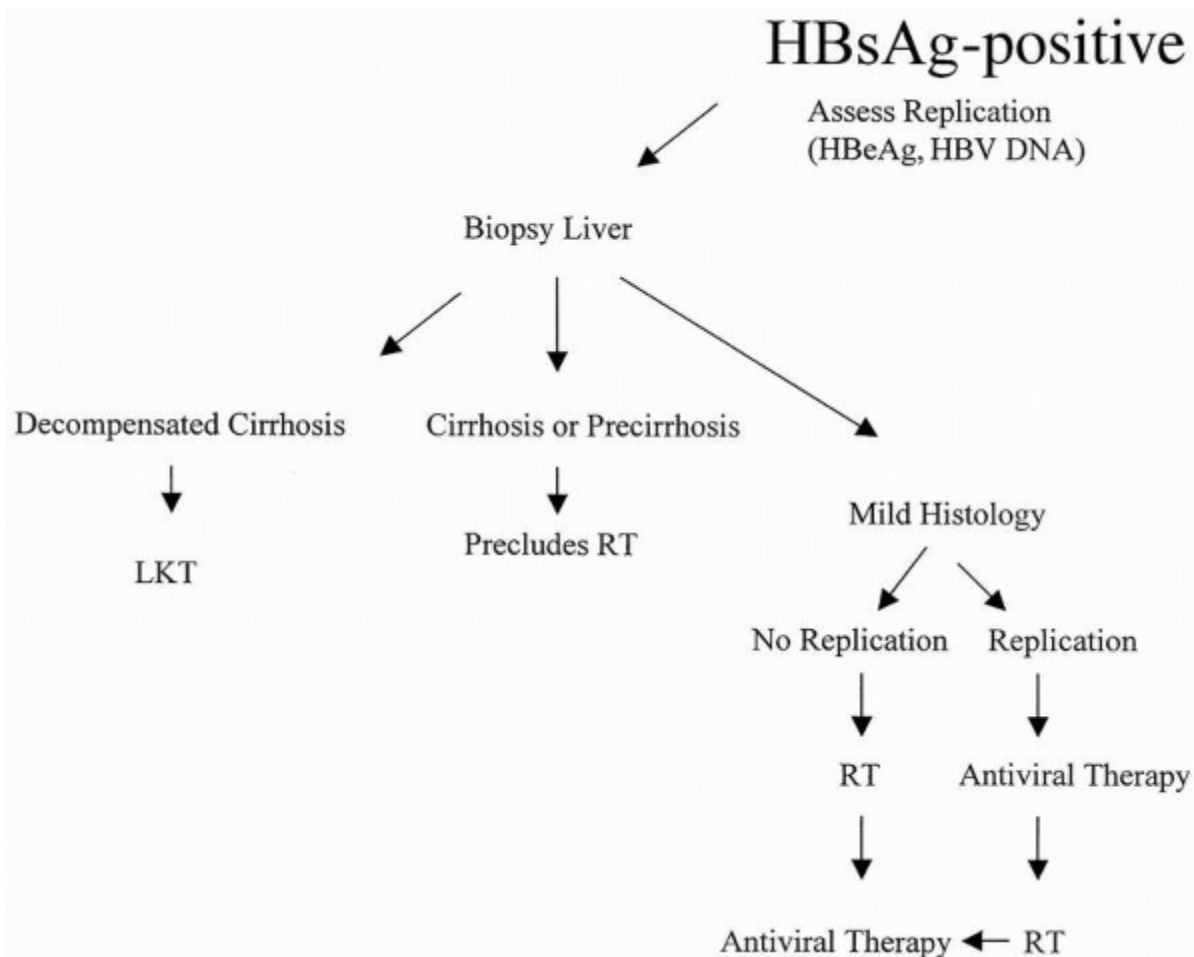 HBsAg-positive
Assess Replication
(HBeAg, HBV DNA)
Biopsy Liver
Decompensated Cirrhosis
Cirrhosis or Precirrhosis
LKT
Precludes RT
Mild Histology
No Replication
Replication
RT
Antiviral Therapy
Antiviral Therapy
RT